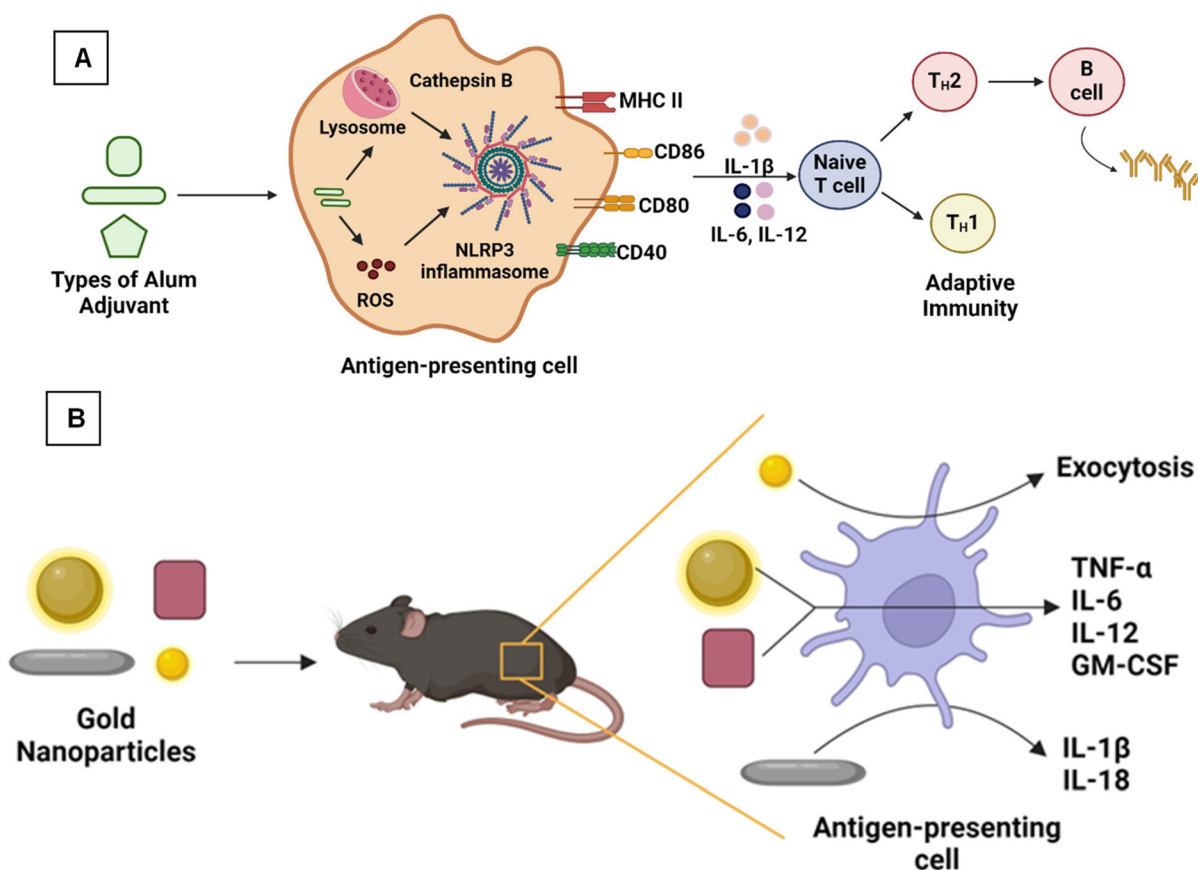 A
Cathepsin B
Lysosome
MHC II
CD86
CD80
CD40
NLRP3
inflammasome
ROS
Types of Alum
Adjuvant
Antigen-presenting cell
IL-1β
IL-6, IL-12
Naive
T cell
TH2
B
cell
TH1
Adaptive
Immunity
B
Gold
Nanoparticles
Exocytosis
TNF-α
IL-6
IL-12
GM-CSF
IL-1β
IL-18
Antigen-presenting
cell